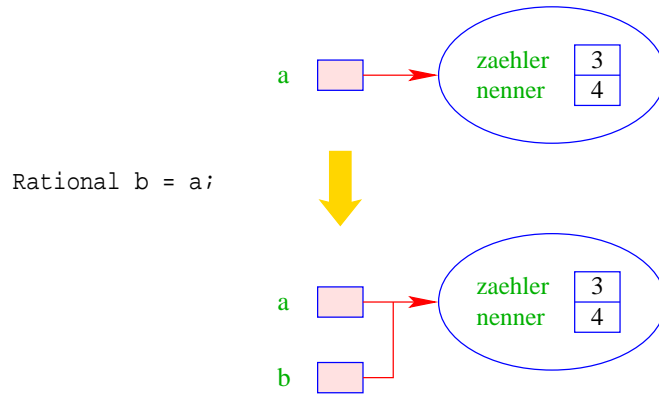 zaehler 3
a
nenner 4
Rational b = a;
zaehler 3
a
nenner 4
b